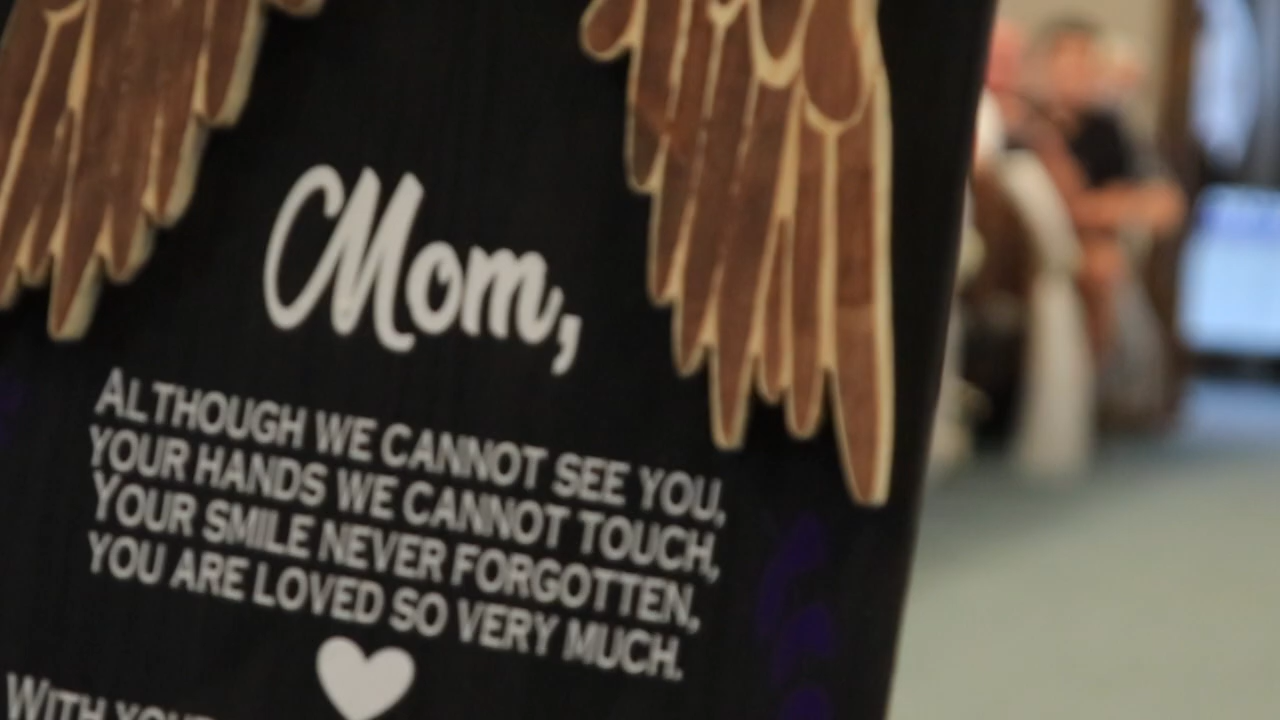 Mom,
ALTHOUGH WE CANNOT SEE YOU,
YOUR HANDS WE CANNOT TOUCH,
YOUR SMILE NEVER FORGOTTEN,
YOU ARE LOVED SO VERY MUCH.
WITH